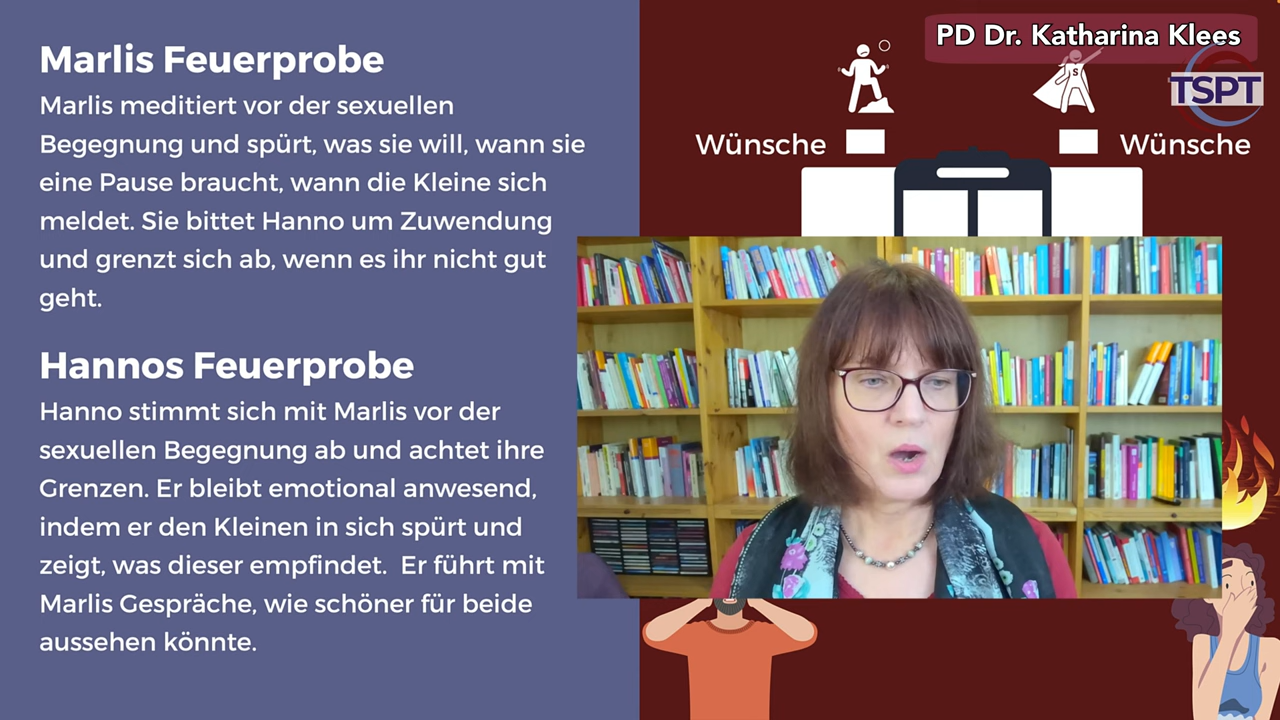 Marlis Feuerprobe
Marlis meditiert vor der sexuellen
Begegnung und spürt, was sie will, wann sie
eine Pause braucht, wann die Kleine sich
meldet. Sie bittet Hanno um Zuwendung
und grenzt sich ab, wenn es ihr nicht gut
geht.
Hannos Feuerprobe
Hanno stimmt sich mit Marlis vor der
sexuellen Begegnung ab und achtet ihre
Grenzen. Er bleibt emotional anwesend,
indem er den Kleinen in sich spürt und
zeigt, was dieser empfindet. Er führt mit
Marlis Gespräche, wie schöner für beide
aussehen könnte.
PD Dr. Katharina Klees
S
TSPT
Wünsche
Wünsche